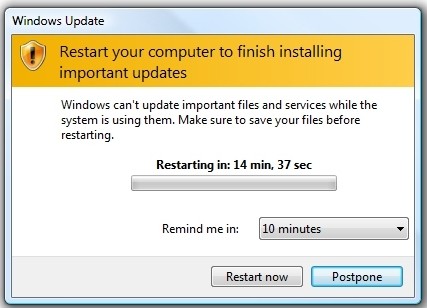 Windows Update
Restart your computer to finish installing
important updates
Windows can't update important files and services while the
system is using them. Make sure to save your files before
restarting.
Restarting in: 14 min, 37 sec
Remind me in: 10 minutes
Restart now Postpone